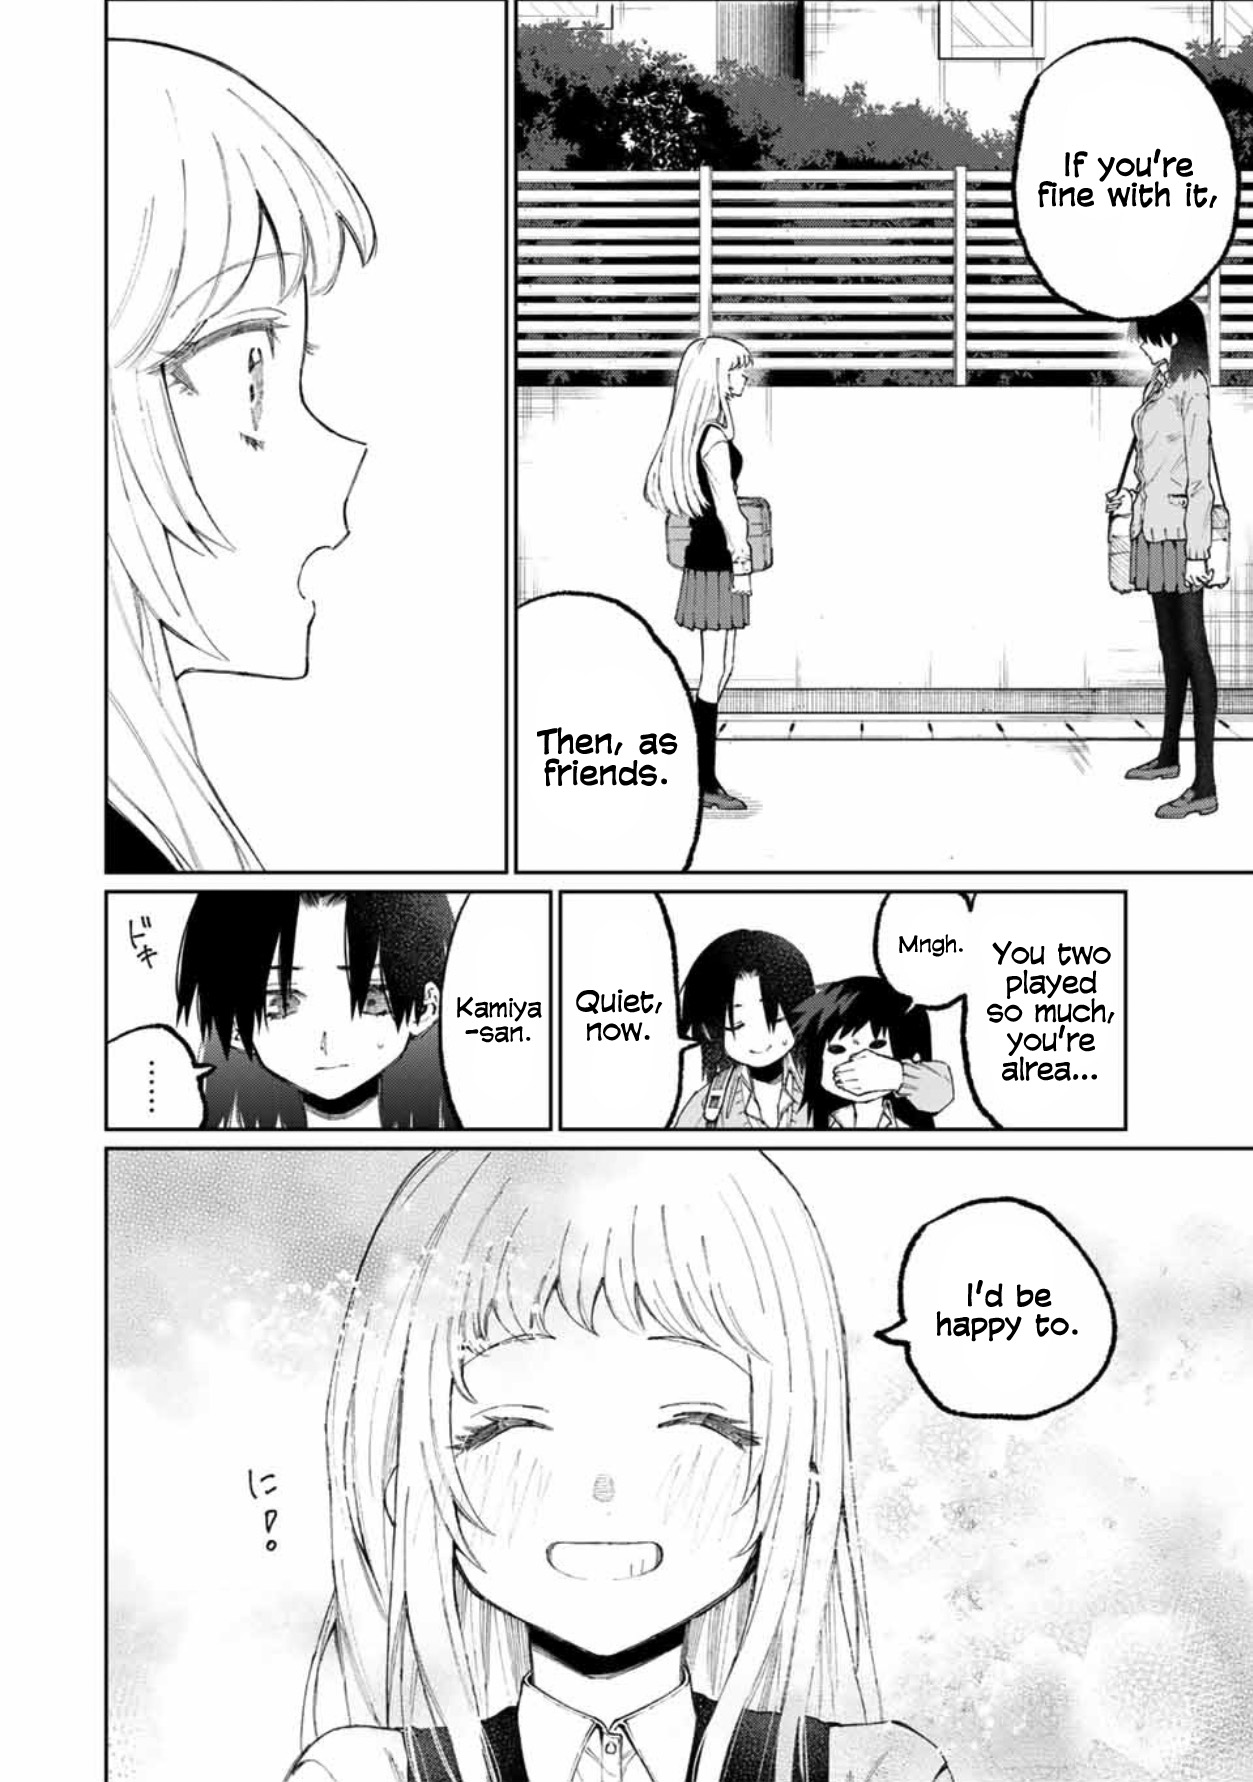 If you're
fine with it,
Then, as
friends.
You two
played
so much,
you're
alrea...
Mngh.
Quiet,
now.
Kamiya
-san.
ドキ
........
I'd be
happy to.
にい。